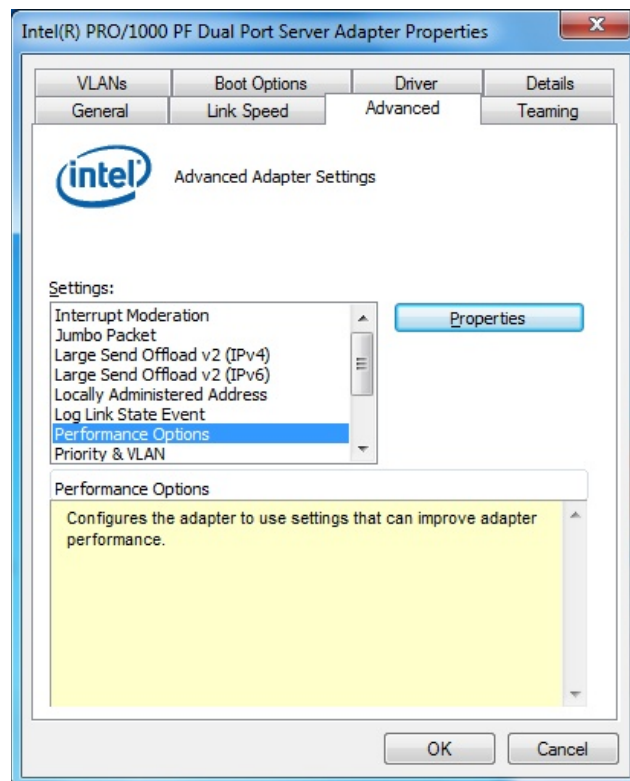 Intel(R) PRO/1000 PF Dual Port Server Adapter Properties
VLANs Boot Options Driver Details
General Link Speed Advanced Teaming
intel
Advanced Adapter Settings
Settings:
Interrupt Moderation
Jumbo Packet
Large Send Offload v2 (IPv4)
Large Send Offload v2 (IPv6)
Locally Administered Address
Log Link State Event
Performance Options
Priority & VLAN
Properties
Performance Options
Configures the adapter to use settings that can improve adapter
performance.
OK Cancel